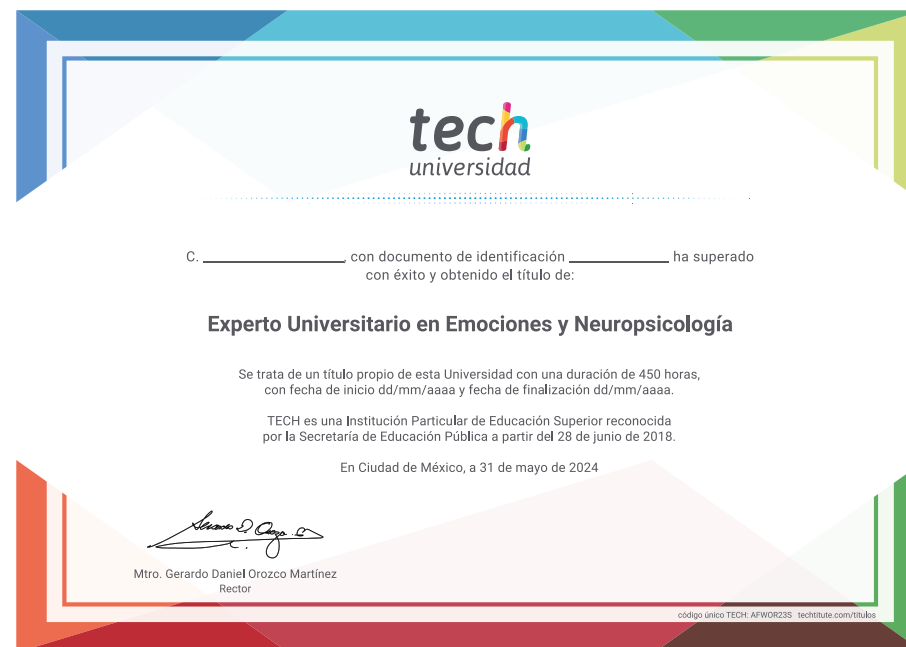 tech
universidad
C. ____________, con documento de identificación ____________ ha superado
con éxito y obtenido el título de:
Experto Universitario en Emociones y Neuropsicología
Se trata de un título propio de esta Universidad con una duración de 450 horas,
con fecha de inicio dd/mm/aaaa y fecha de finalización dd/mm/aaaa.
TECH es una Institución Particular de Educación Superior reconocida
por la Secretaría de Educación Pública a partir del 28 de junio de 2018.
En Ciudad de México, a 31 de mayo de 2024
Mtro. Gerardo Daniel Orozco Martínez
Rector
código único TECH: AFWOR23S techtitute.com/titulos